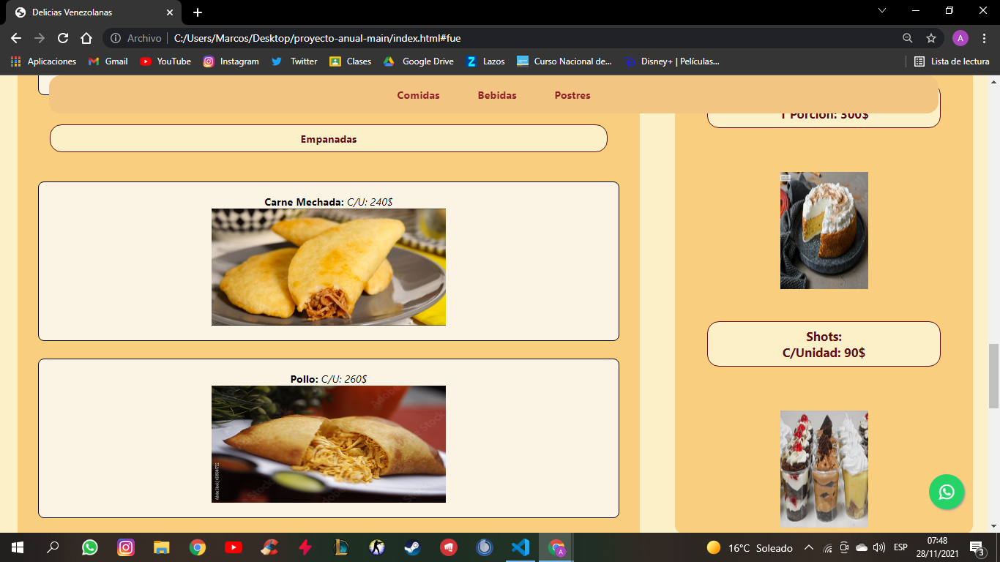 Delicias Venezolanas
Archivo
C:/Users/Marcos/Desktop/proyecto-anual-main/index.html#fue
A
Aplicaciones
Gmail
YouTube
Instagram
Twitter
Clases
Google Drive
Lazos
Curso Nacional de...
Disney+ | Películas...
Lista de lectura
Comidas
Bebidas
Postres
Empanadas
Carne Mechada: C/U: 240$
Pollo: C/U: 260$
1 Porción: 300$
Shots:
C/Unidad: 90$
16°C Soleado
ESP
07:48
28/11/2021
3